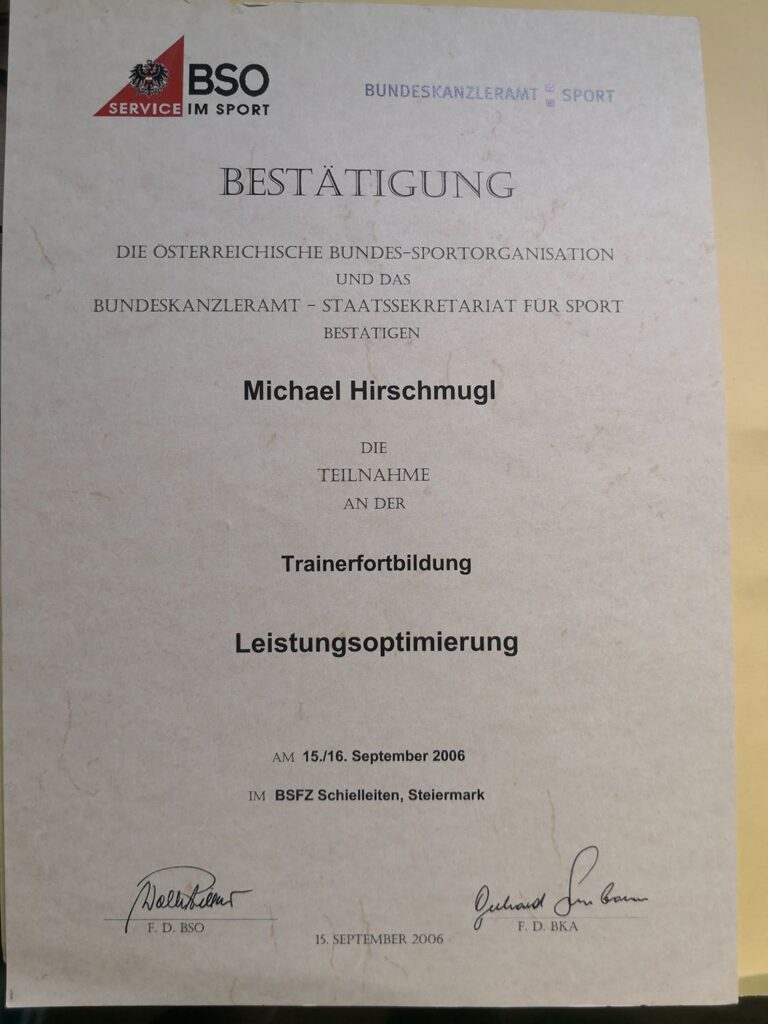 BSO
SERVICE IM SPORT
BUNDESKANZLERAMT SPORT
BESTÄTIGUNG
DIE ÖSTERREICHISCHE BUNDES-SPORTORGANISATION
UND DAS
BUNDESKANZLERAMT – STAATSSEKRETARIAT FÜR SPORT
BESTÄTIGEN
Michael Hirschmugl
DIE
TEILNAHME
AN DER
Trainerfortbildung
Leistungsoptimierung
AM 15./16. September 2006
IM BSFZ Schielleiten, Steiermark
Gerhard
F. D. BSO
F. D. BKA
15. SEPTEMBER 2006